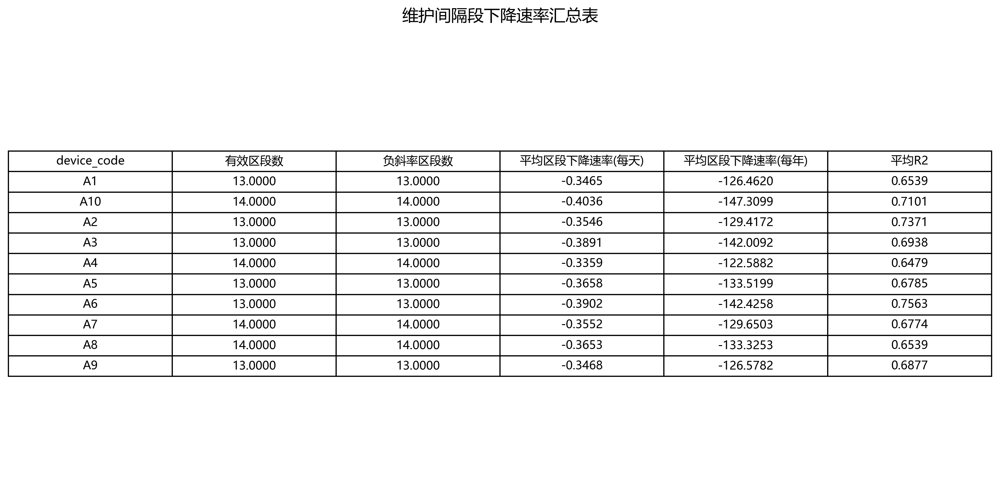 维护间隔段下降速率汇总表
device_code 有效区段数 负斜率区段数 平均区段下降速率(每天) 平均区段下降速率(每年) 平均R2
A1 13.0000 13.0000 -0.3465 -126.4620 0.6539
A10 14.0000 14.0000 -0.4036 -147.3099 0.7101
A2 13.0000 13.0000 -0.3546 -129.4172 0.7371
A3 13.0000 13.0000 -0.3891 -142.0092 0.6938
A4 14.0000 14.0000 -0.3359 -122.5882 0.6479
A5 13.0000 13.0000 -0.3658 -133.5199 0.6785
A6 13.0000 13.0000 -0.3902 -142.4258 0.7563
A7 14.0000 14.0000 -0.3552 -129.6503 0.6774
A8 14.0000 14.0000 -0.3653 -133.3253 0.6539
A9 13.0000 13.0000 -0.3468 -126.5782 0.6877